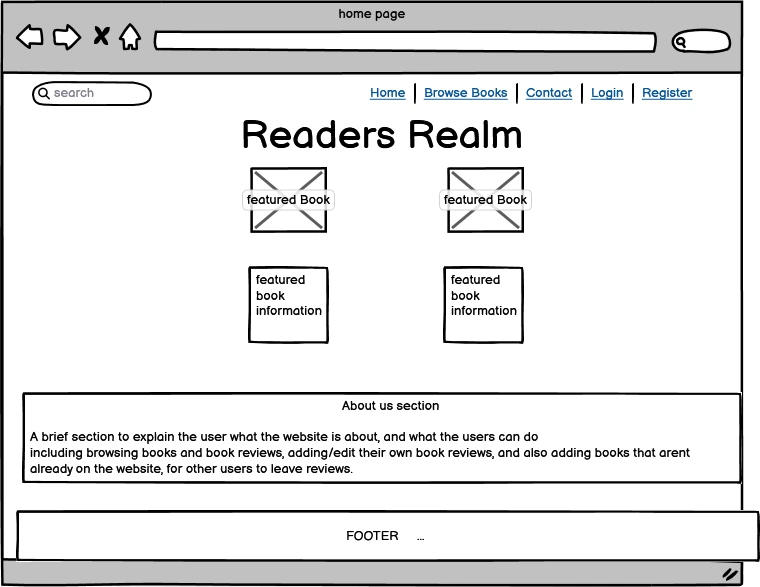 home page
search
Home | Browse Books | Contact | Login | Register
Readers Realm
featured Book
featured Book
featured
book
information
featured
book
information
About us section
A brief section to explain the user what the website is about, and what the users can do
including browsing books and book reviews, adding/edit their own book reviews, and also adding books that arent
already on the website, for other users to leave reviews.
FOOTER ...